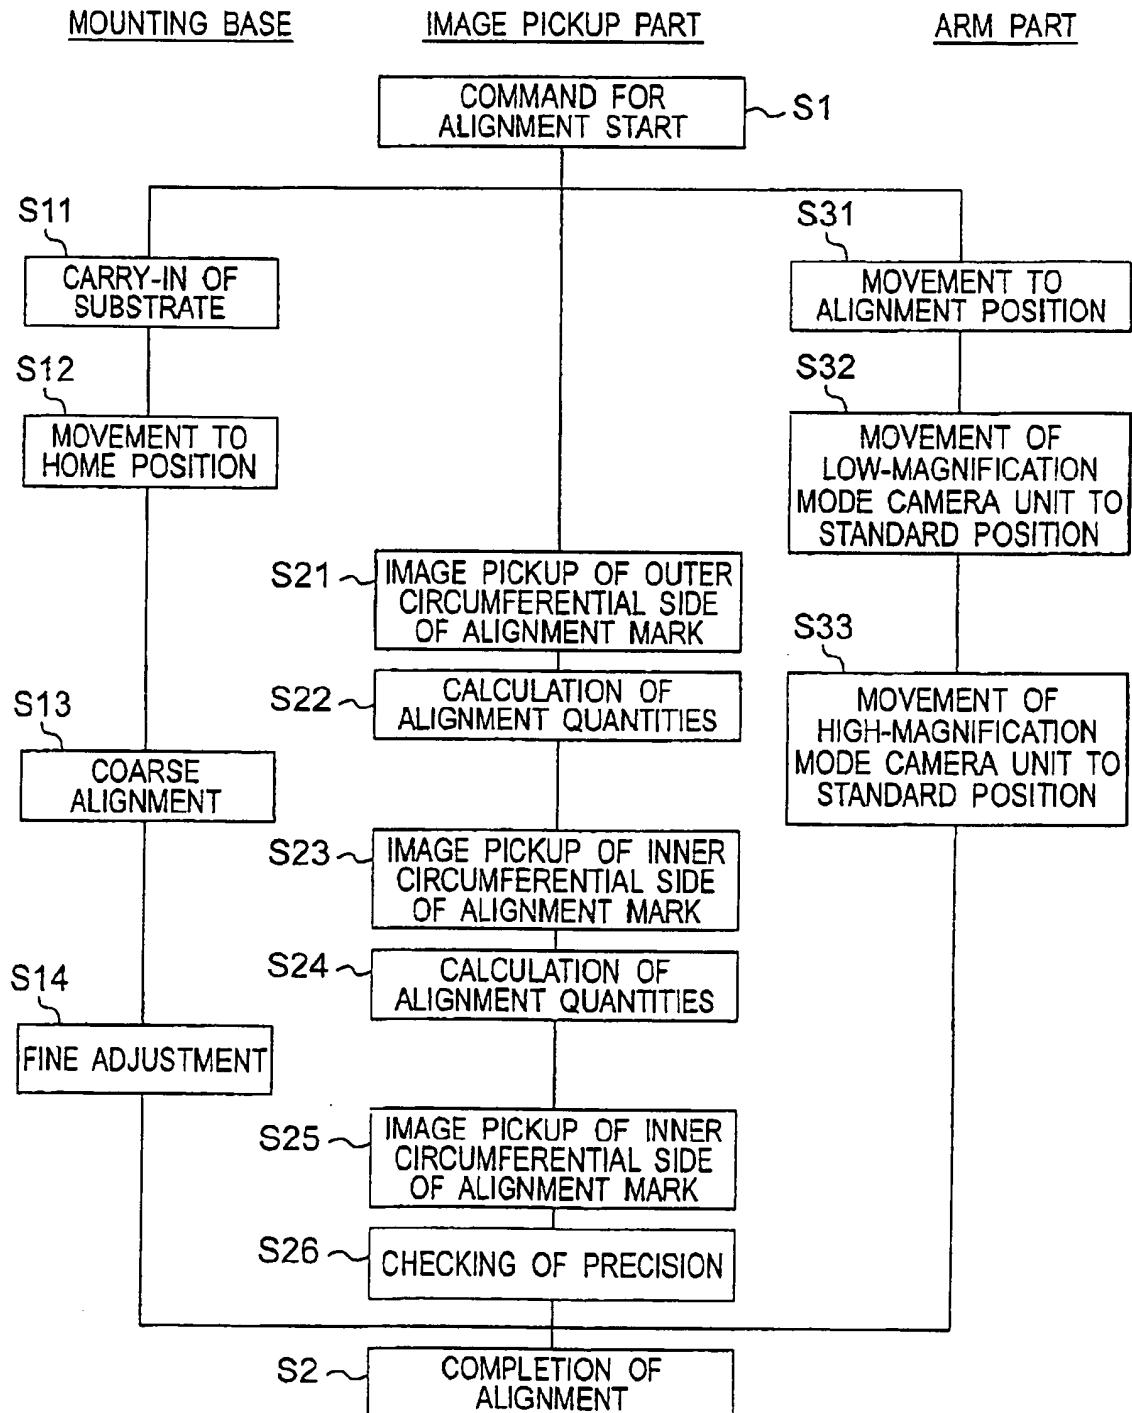 MOUNTING BASE
IMAGE PICKUP PART
ARM PART
COMMAND FOR
ALIGNMENT START
S1
S11
CARRY-IN OF
SUBSTRATE
S31
MOVEMENT TO
ALIGNMENT POSITION
S12
MOVEMENT TO
HOME POSITION
S32
MOVEMENT OF
LOW-MAGNIFICATION
MODE CAMERA UNIT TO
STANDARD POSITION
S21
IMAGE PICKUP OF OUTER
CIRCUMFERENTIAL SIDE
OF ALIGNMENT MARK
S33
MOVEMENT OF
HIGH-MAGNIFICATION
MODE CAMERA UNIT TO
STANDARD POSITION
S22
CALCULATION OF
ALIGNMENT QUANTITIES
S13
COARSE
ALIGNMENT
S23
IMAGE PICKUP OF INNER
CIRCUMFERENTIAL SIDE
OF ALIGNMENT MARK
S24
CALCULATION OF
ALIGNMENT QUANTITIES
S14
FINE ADJUSTMENT
S25
IMAGE PICKUP OF INNER
CIRCUMFERENTIAL SIDE
OF ALIGNMENT MARK
S26
CHECKING OF PRECISION
S2
COMPLETION OF
ALIGNMENT